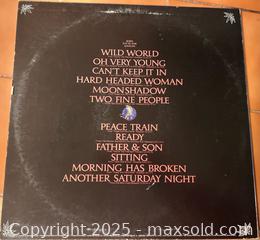 WILD WORLD
OH VERY YOUNG
CAN'T KEEP IT IN
HARD HEADED WOMAN
MOONSHADOW
TWO FINE PEOPLE
PEACE TRAIN
READY
FATHER & SON
SITTING
MORNING HAS BROKEN
ANOTHER SATURDAY NIGHT
Copyright - 2025 - maxsold.com